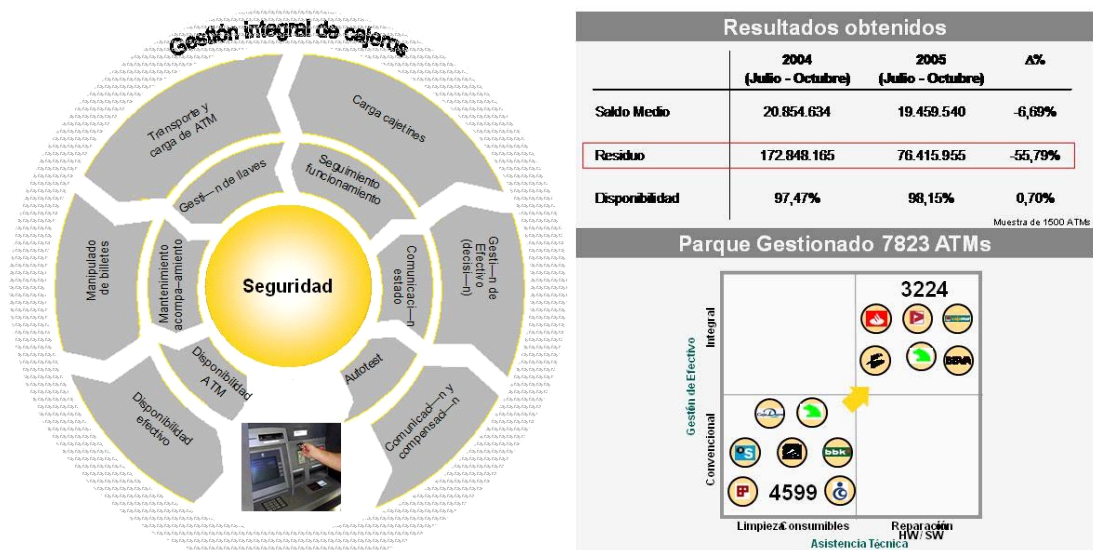 Gestión integral de cajeros
Transporte y
carga de ATM
Carga cajetines
Gesti—n de llaves
Seguimiento
funcionamiento
Manipulado
de billetes
Mantenimiento
acompa–amiento
Seguridad
Comunicaci—n
estado
Gesti—n de
Efectivo
(decisi—n)
Disponibilidad
ATM
Autotest
Disponibilidad
efectivo
Comunicaci—n y
compensaci—n
Resultados obtenidos
2004
(Julio - Octubre)
2005
(Julio - Octubre)
Δ%
Saldo Medio 20.854.634 19.459.540 -6,69%
Residuo 172.848.165 76.415.955 -55,79%
Disponibilidad 97,47% 98,15% 0,70%
Muestra de 1500 ATMs
Parque Gestionado 7823 ATMs
3224
BBVA
Gestión de Efectivo
Integral
Convencional
bbk
4599
Limpieza
Consumibles
Reparación
HW/ SW
Asistencia Técnica